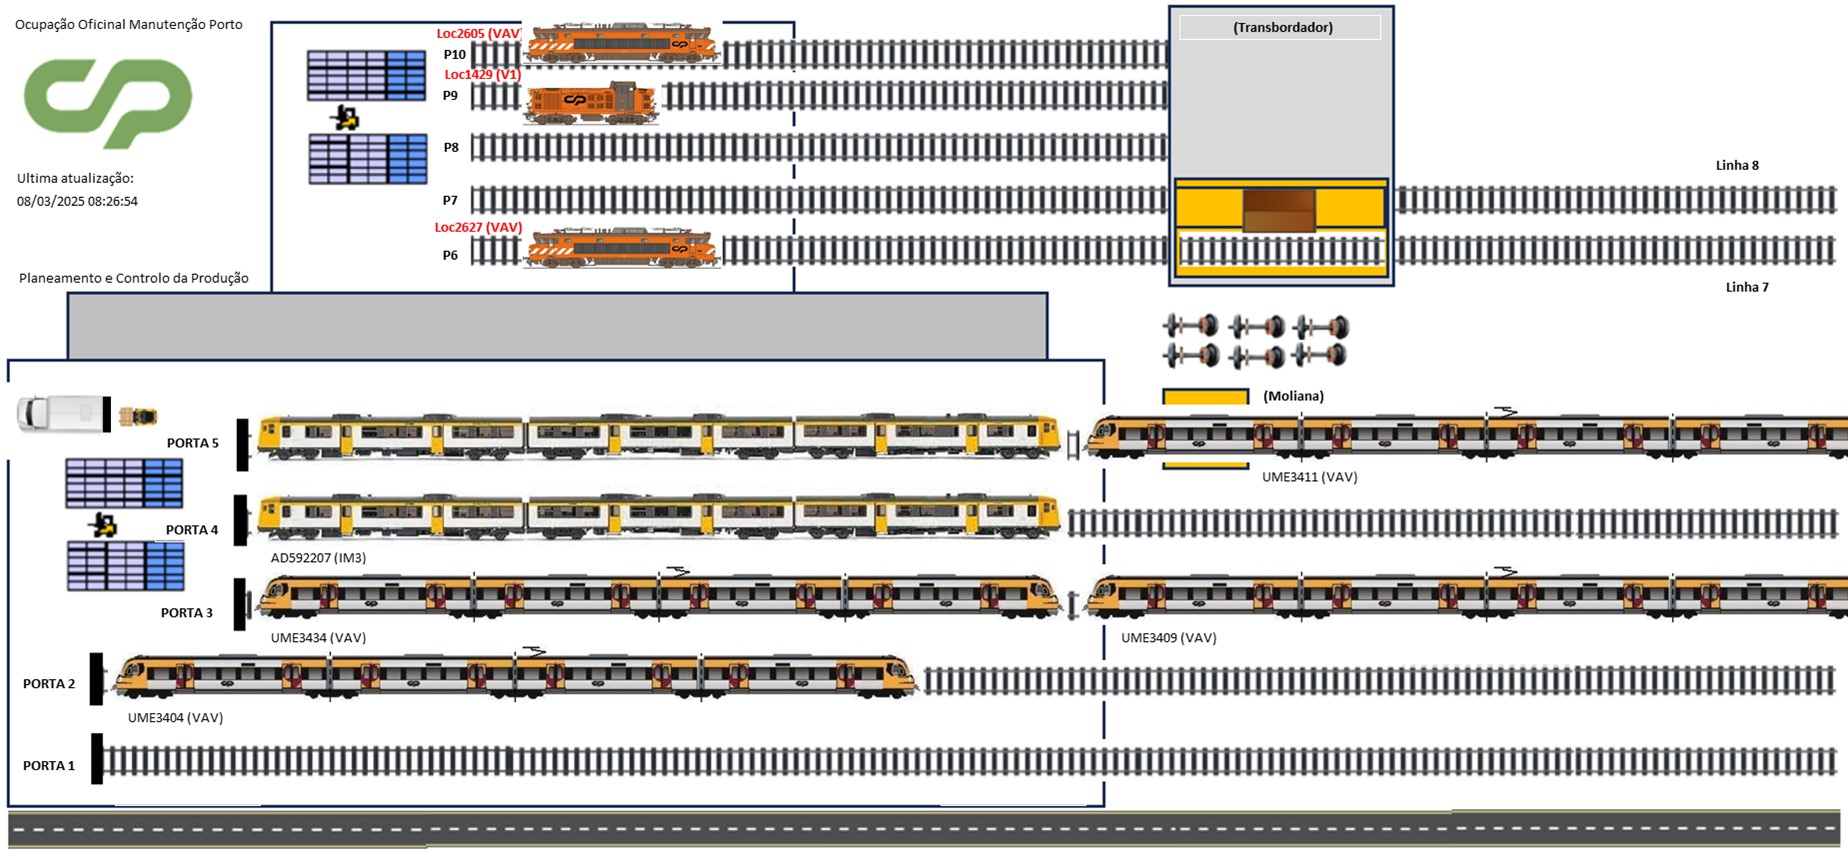 Ocupação Oficinal Manutenção Porto
Ultima atualização:
08/03/2025 08:26:54
Planeamento e Controlo da Produção
Loc2605 (VAV)
P10
Loc1429 (V1)
P9
P8
P7
Loc2627 (VAV)
P6
(Transbordador)
Linha 8
Linha 7
(Moliana)
PORTA 5
UME3411 (VAV)
PORTA 4
AD592207 (IM3)
PORTA 3
UME3434 (VAV)
UME3409 (VAV)
PORTA 2
UME3404 (VAV)
PORTA 1